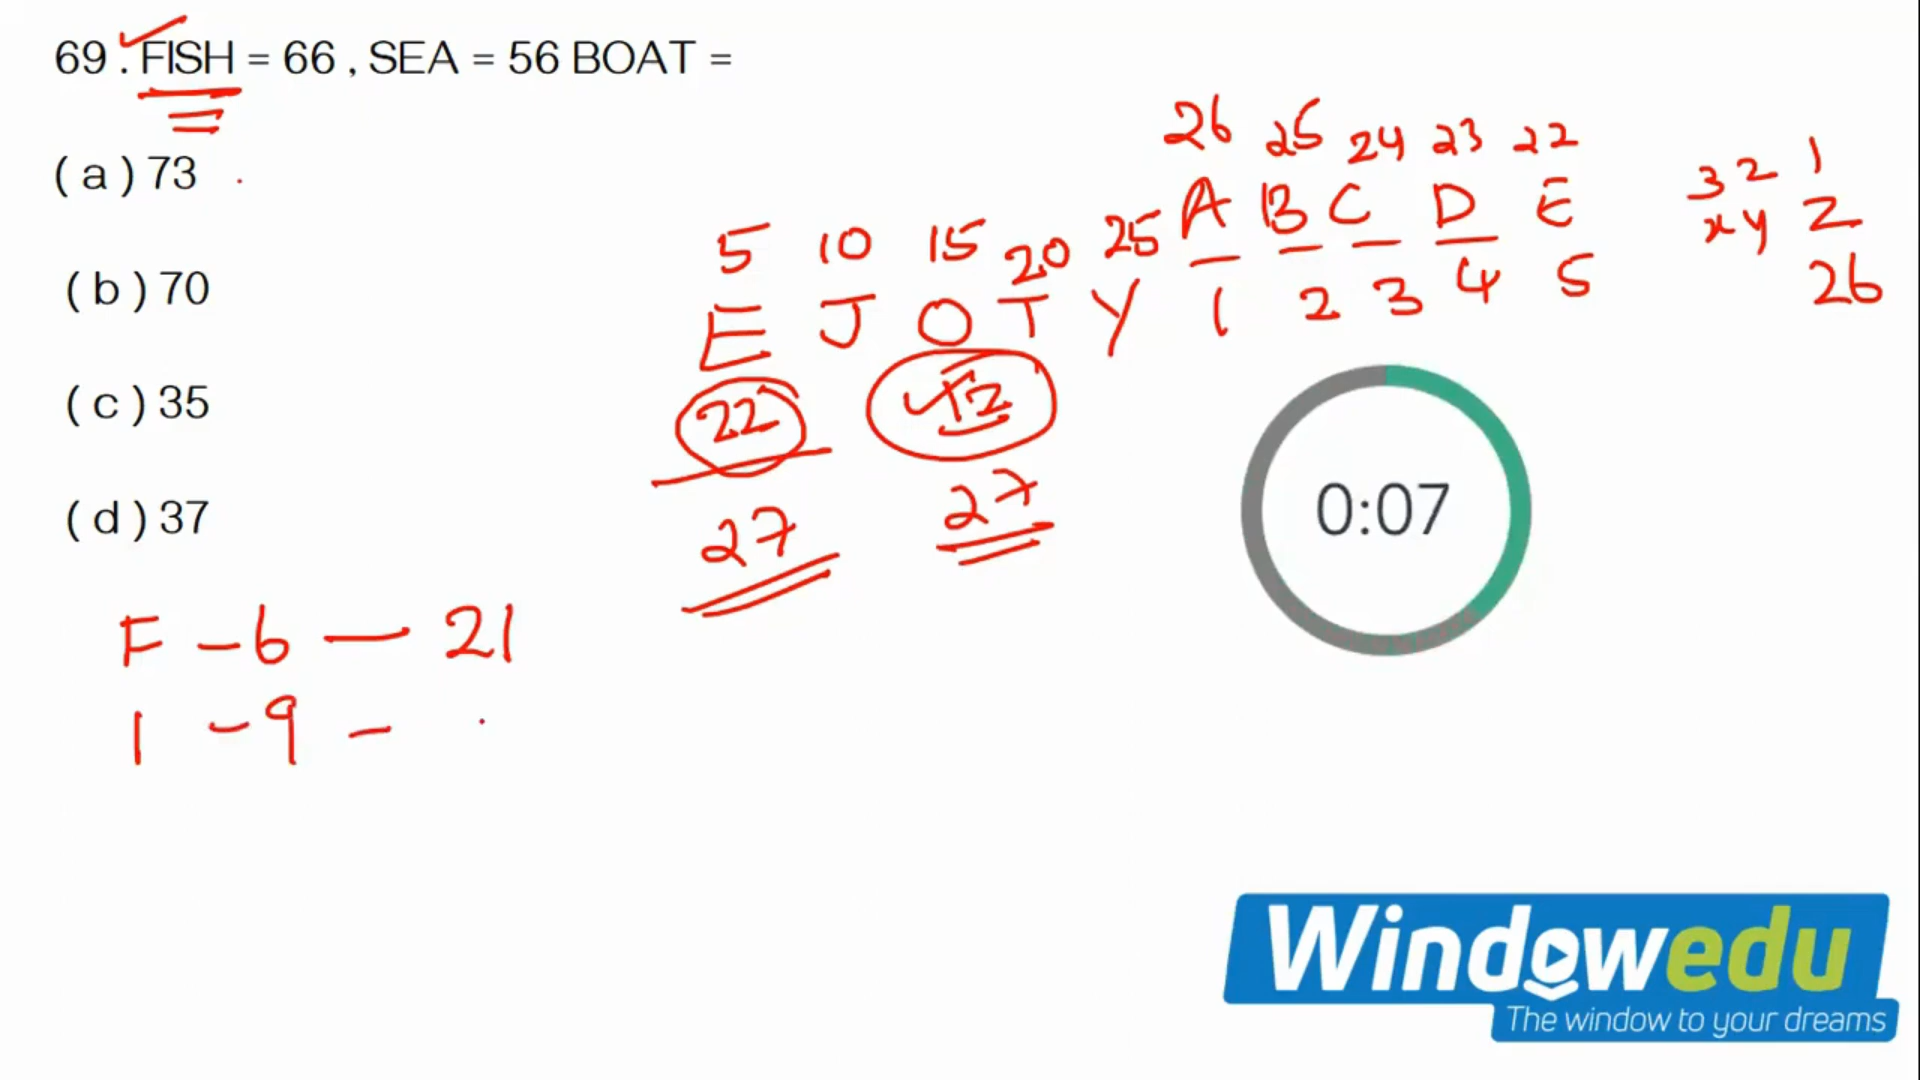 69 . FISH = 66 , SEA = 56 BOAT =
( a ) 73
( b ) 70
( c ) 35
( d ) 37
26 25 24 23 22
A B C D E
1 2 3 4 5
3 2 1
x y Z
26
5 10 15 20 25
E J O T Y
22 12
27 27
0:07
F - 6 — 21
I - 9 -
Windowedu
The window to your dreams